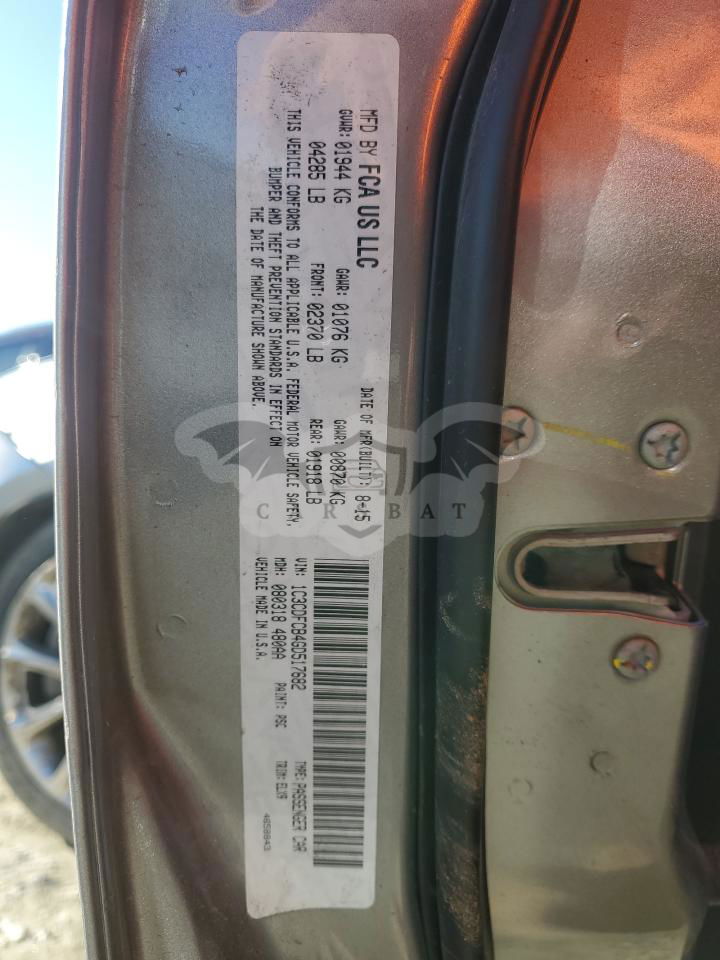 MFD BY FCA US LLC
DATE OF MFR(BUILT): 8-15
GVWR: 01944 KG GAWR: 01076 KG GAWR: 00870 KG
04285 LB FRONT: 02370 LB REAR: 01918 LB
THIS VEHICLE CONFORMS TO ALL APPLICABLE U.S.A. FEDERAL MOTOR VEHICLE SAFETY,
BUMPER AND THEFT PREVENTION STANDARDS IN EFFECT ON
THE DATE OF MANUFACTURE SHOWN ABOVE.
VIN: 1C3CDFCB4GD517682 TYPE: PASSENGER CAR
MDH: 080318 480AA PAINT: PSC TRIM: ELX9
VEHICLE MADE IN U.S.A.
CARBAT